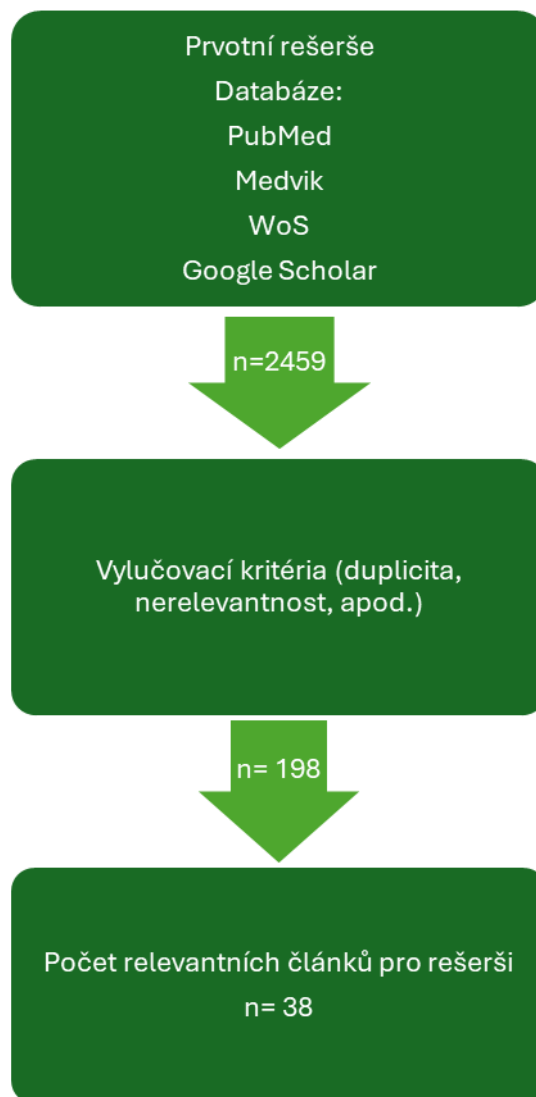 Prvotní rešerše
Databáze:
PubMed
Medvik
WoS
Google Scholar
n=2459
Vylučovací kritéria (duplicita,
nerelevantnost, apod.)
n= 198
Počet relevantních článků pro rešerši
n= 38